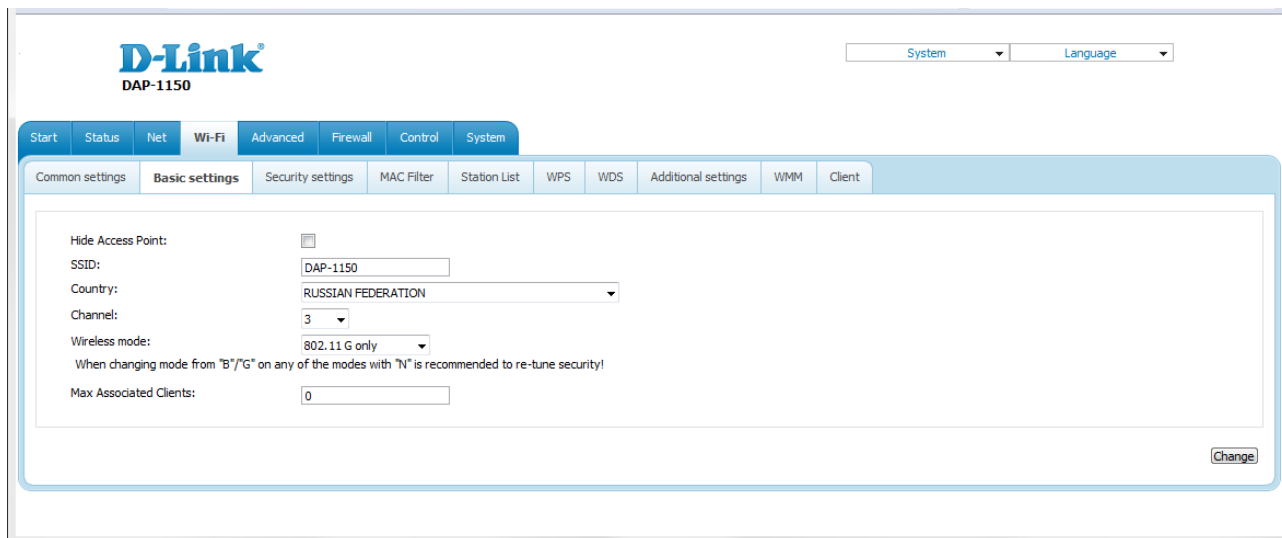 D-Link®
DAP-1150
System Language
Start Status Net Wi-Fi Advanced Firewall Control System
Common settings Basic settings Security settings MAC Filter Station List WPS WDS Additional settings WMM Client
Hide Access Point:
SSID: DAP-1150
Country: RUSSIAN FEDERATION
Channel: 3
Wireless mode: 802.11 G only
When changing mode from "B"/"G" on any of the modes with "N" is recommended to re-tune security!
Max Associated Clients: 0
Change